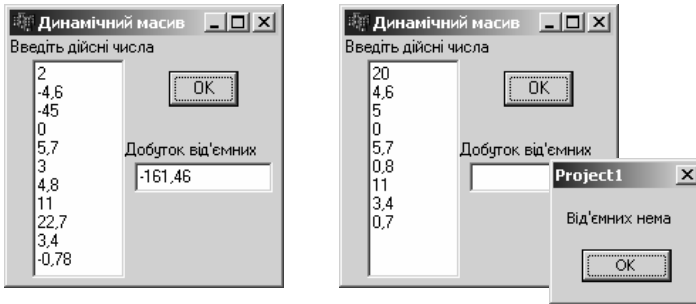 Динамічний масив
Введіть дійсні числа
2
-4,6
-45
0
5,7
3
4,8
11
22,7
3,4
-0,78
OK
Добуток від'ємних
-161,46
Динамічний масив
Введіть дійсні числа
20
4,6
5
0
5,7
0,8
11
3,4
0,7
OK
Добуток від'ємних
Project1
Від'ємних нема
OK